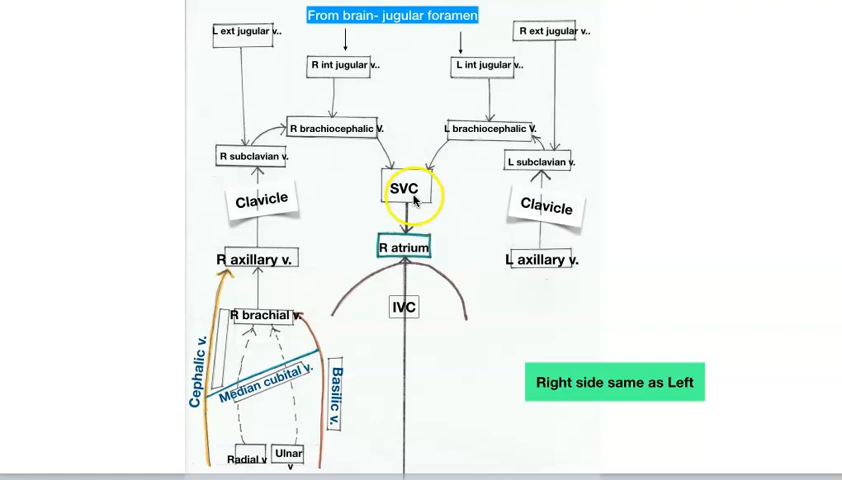 From brain- jugular foramen
L ext jugular v..
R ext jugular v..
R int jugular v..
L int jugular v..
R brachiocephalic V.
L brachiocephalic V.
R subclavian v.
L subclavian v.
SVC
Clavicle
Clavicle
R atrium
R axillary v.
L axillary v.
IVC
R brachial v.
Cephalic v.
Median cubital v.
Basilic v.
Right side same as Left
Radial v
Ulnar
v